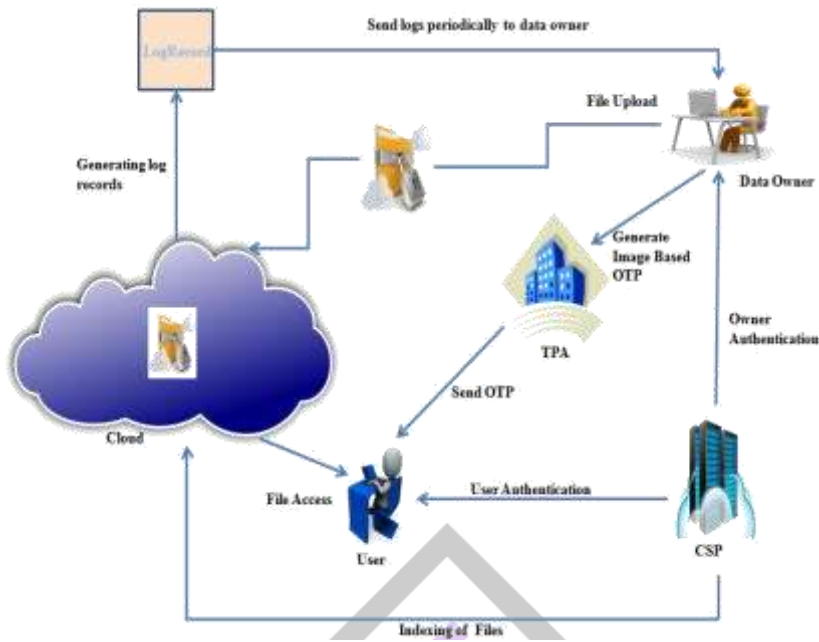 Send logs periodically to data owner
LogRecord
File Upload
Generating log
records
Data Owner
Generate
Image Based
OTP
Owner
Authentication
TPA
Send OTP
Cloud
File Access
User Authentication
User
CSP
Indexing of Files